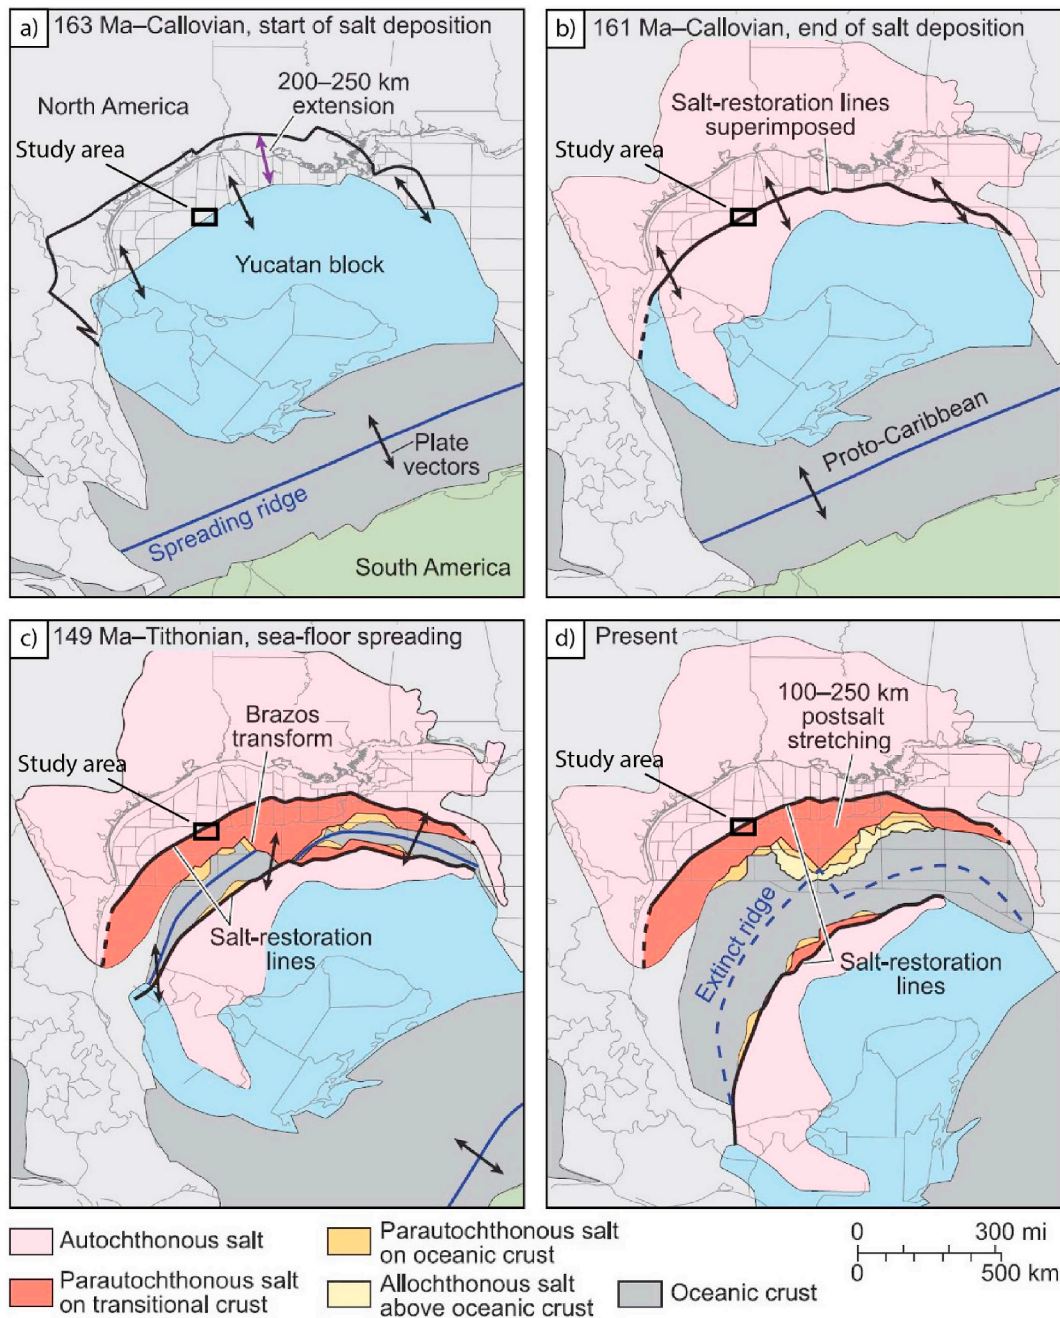 a) 163 Ma–Callovian, start of salt deposition
200–250 km
extension
North America
Study area
Yucatan block
Plate
vectors
Spreading ridge
South America
b) 161 Ma–Callovian, end of salt deposition
Salt-restoration lines
superimposed
Study area
Proto-Caribbean
c) 149 Ma–Tithonian, sea-floor spreading
Brazos
transform
Study area
Salt-restoration
lines
d) Present
100–250 km
postsalt
stretching
Study area
Extinct ridge
Salt-restoration
lines
Autochthonous salt
Parautochthonous salt
on transitional crust
Parautochthonous salt
on oceanic crust
Allochthonous salt
above oceanic crust
Oceanic crust
0 300 mi
0 500 km